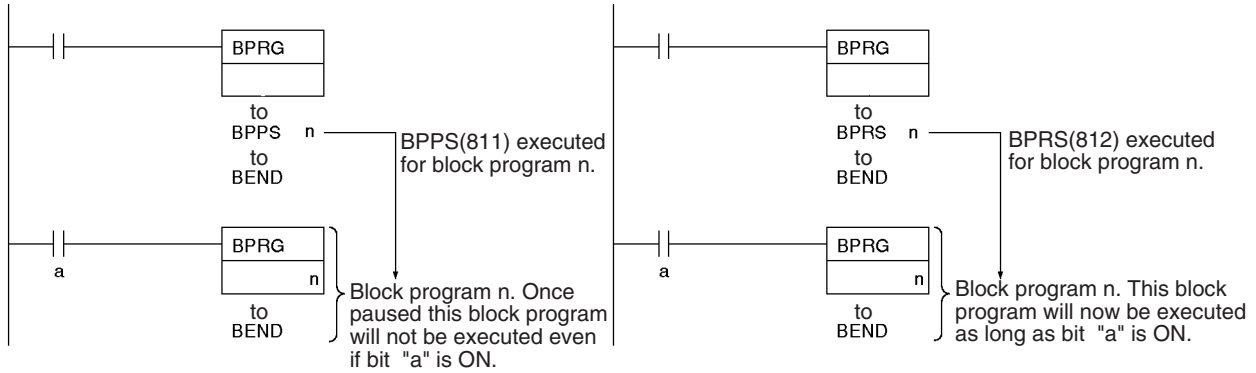 BPRG
to
BPPS n
to
BEND
BPPS(811) executed
for block program n.
a
BPRG
n
to
BEND
Block program n. Once
paused this block program
will not be executed even
if bit "a" is ON.
BPRG
to
BPRS n
to
BEND
BPRS(812) executed
for block program n.
a
BPRG
n
to
BEND
Block program n. This block
program will now be executed
as long as bit "a" is ON.